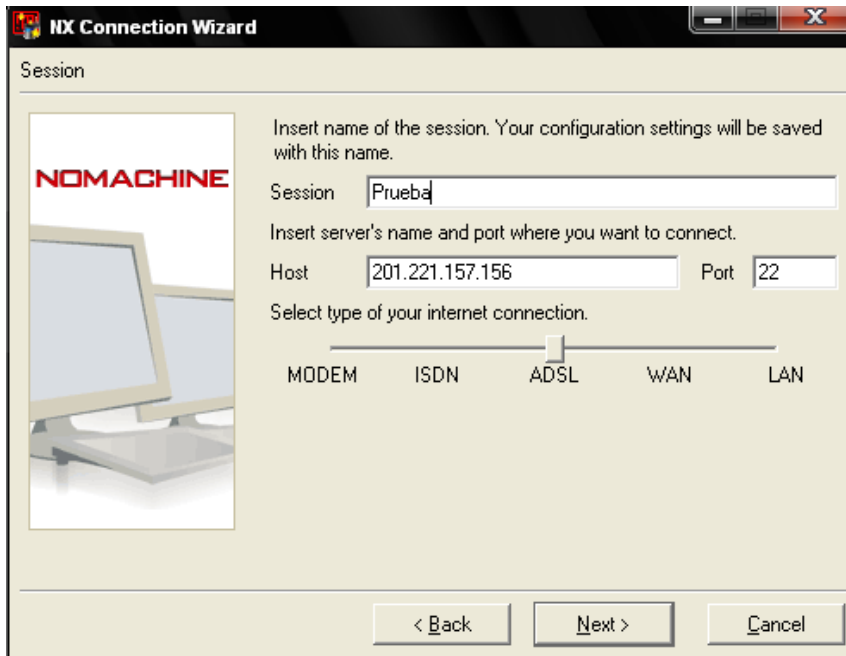 NX Connection Wizard
Session
NOMACHINE
Insert name of the session. Your configuration settings will be saved
with this name.
Session Prueba
Insert server's name and port where you want to connect.
Host 201.221.157.156 Port 22
Select type of your internet connection.
MODEM ISDN ADSL WAN LAN
< Back Next > Cancel